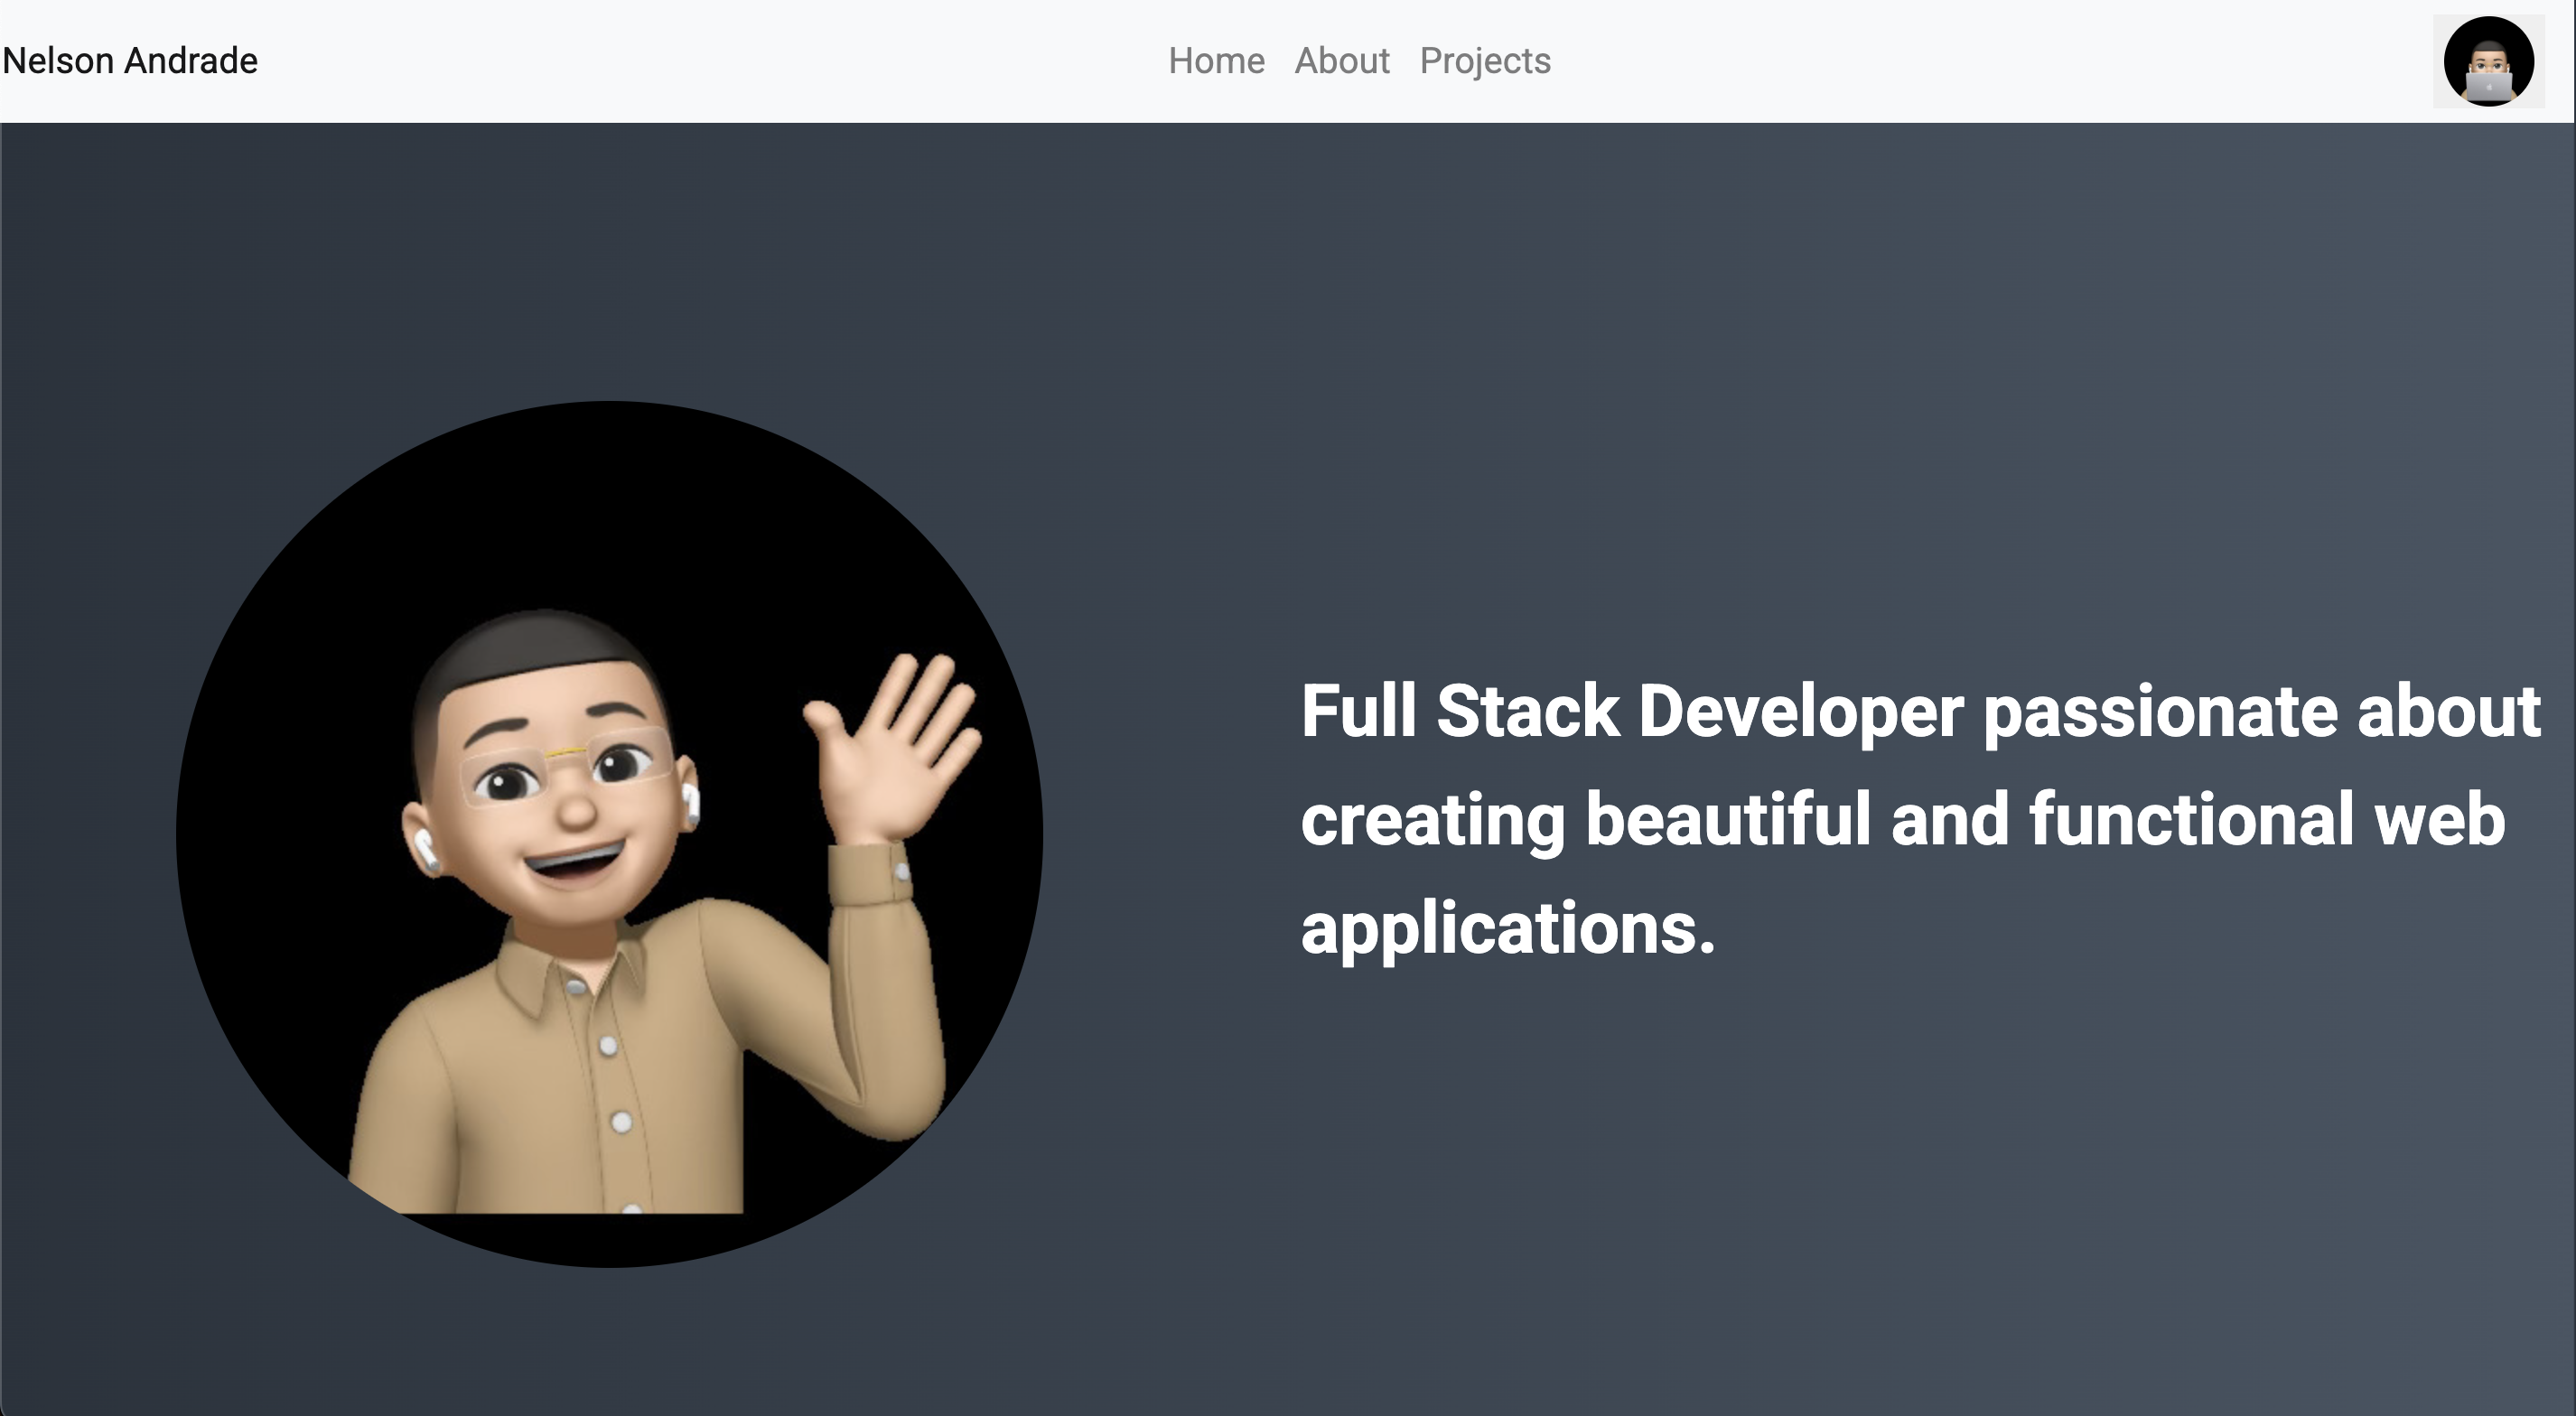 Nelson Andrade
Home About Projects
Full Stack Developer passionate about
creating beautiful and functional web
applications.